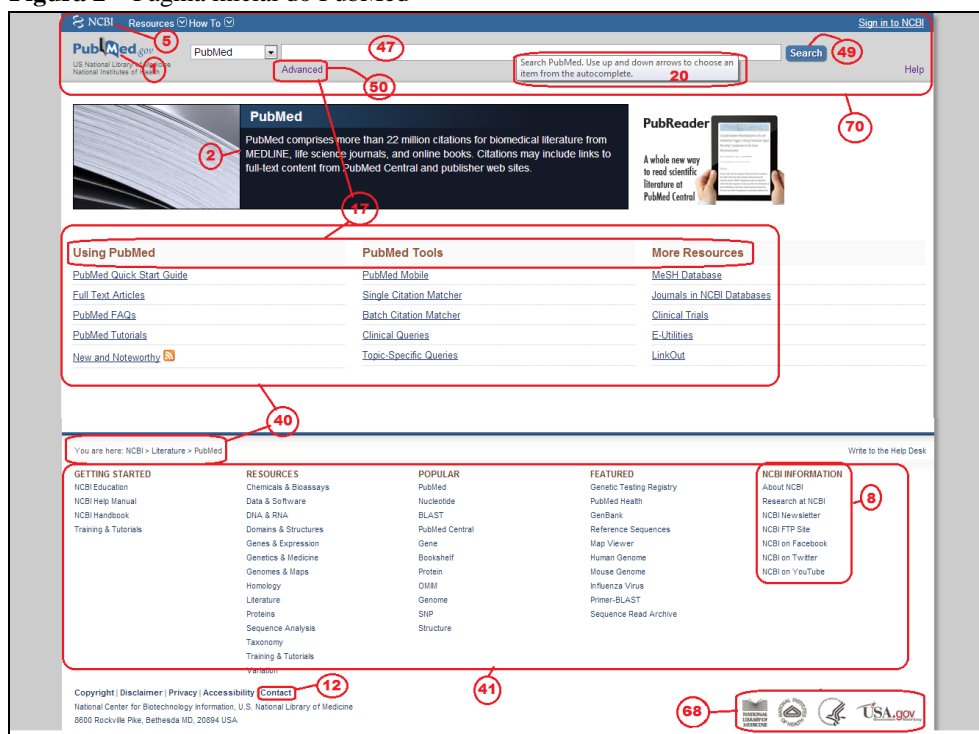 Figura 2 – Página inicial do PubMed
NCBI Resources How To Sign in to NCBI
5
PubMed.gov PubMed 47 Search 49
US National Library of Medicine
National Institutes of Health
1
Advanced Search PubMed. Use up and down arrows to choose an
item from the autocomplete. 20 Help
50
70
PubMed
2
PubMed comprises more than 22 million citations for biomedical literature from
MEDLINE, life science journals, and online books. Citations may include links to
full-text content from PubMed Central and publisher web sites.
PubReader
A whole new way
to read scientific
literature at
PubMed Central
17
Using PubMed PubMed Tools More Resources
PubMed Quick Start Guide PubMed Mobile MeSH Database
Full Text Articles Single Citation Matcher Journals in NCBI Databases
PubMed FAQs Batch Citation Matcher Clinical Trials
PubMed Tutorials Clinical Queries E-Utilities
New and Noteworthy Topic-Specific Queries LinkOut
40
You are here: NCBI > Literature > PubMed Write to the Help Desk
GETTING STARTED RESOURCES POPULAR FEATURED NCBI INFORMATION
NCBI Education Chemicals & Bioassays PubMed Genetic Testing Registry About NCBI
NCBI Help Manual Data & Software Nucleotide PubMed Health Research at NCBI
8
NCBI Handbook DNA & RNA BLAST GenBank NCBI Newsletter
Training & Tutorials Domains & Structures PubMed Central Reference Sequences NCBI FTP Site
Genes & Expression Gene Map Viewer NCBI on Facebook
Genetics & Medicine Bookshelf Human Genome NCBI on Twitter
Genomes & Maps Protein Mouse Genome NCBI on YouTube
Homology OMIM Influenza Virus
Literature Genome Primer-BLAST
Proteins SNP Sequence Read Archive
Sequence Analysis Structure
Taxonomy
Training & Tutorials
Variation
41
12
Copyright | Disclaimer | Privacy | Accessibility | Contact
National Center for Biotechnology Information, U.S. National Library of Medicine
8600 Rockville Pike, Bethesda MD, 20894 USA
68
NATIONAL
LIBRARY OF
MEDICINE
USA.gov